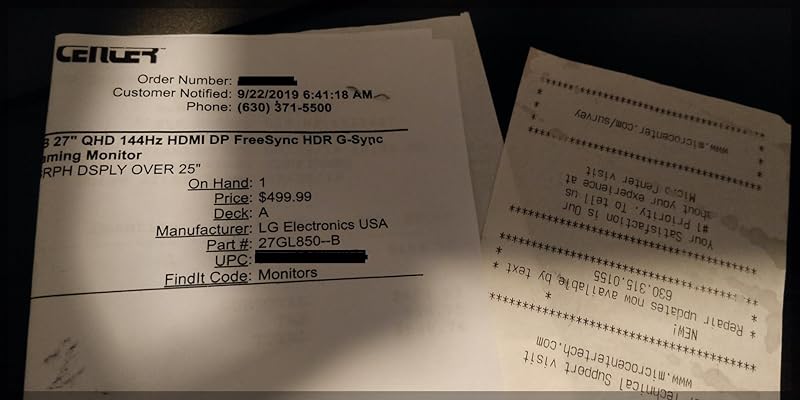 CENTER
Order Number:
Customer Notified: 9/22/2019 6:41:18 AM
Phone: (630) 371-5500
27" QHD 144Hz HDMI DP FreeSync HDR G-Sync
aming Monitor
RPH DSPLY OVER 25"
On Hand: 1
Price: $499.99
Deck: A
Manufacturer: LG Electronics USA
Part #: 27GL850--B
UPC:
FindIt Code: Monitors
Technical Support visit
www.microcentertech.com
********************************
NEW!
* Repair updates now available by text *
630.315.0155
********************************
Your Satisfaction is Our
#1 Priority. To tell us
about your experience at
Micro Center visit
********************************
www.microcenter.com/survey
********************************